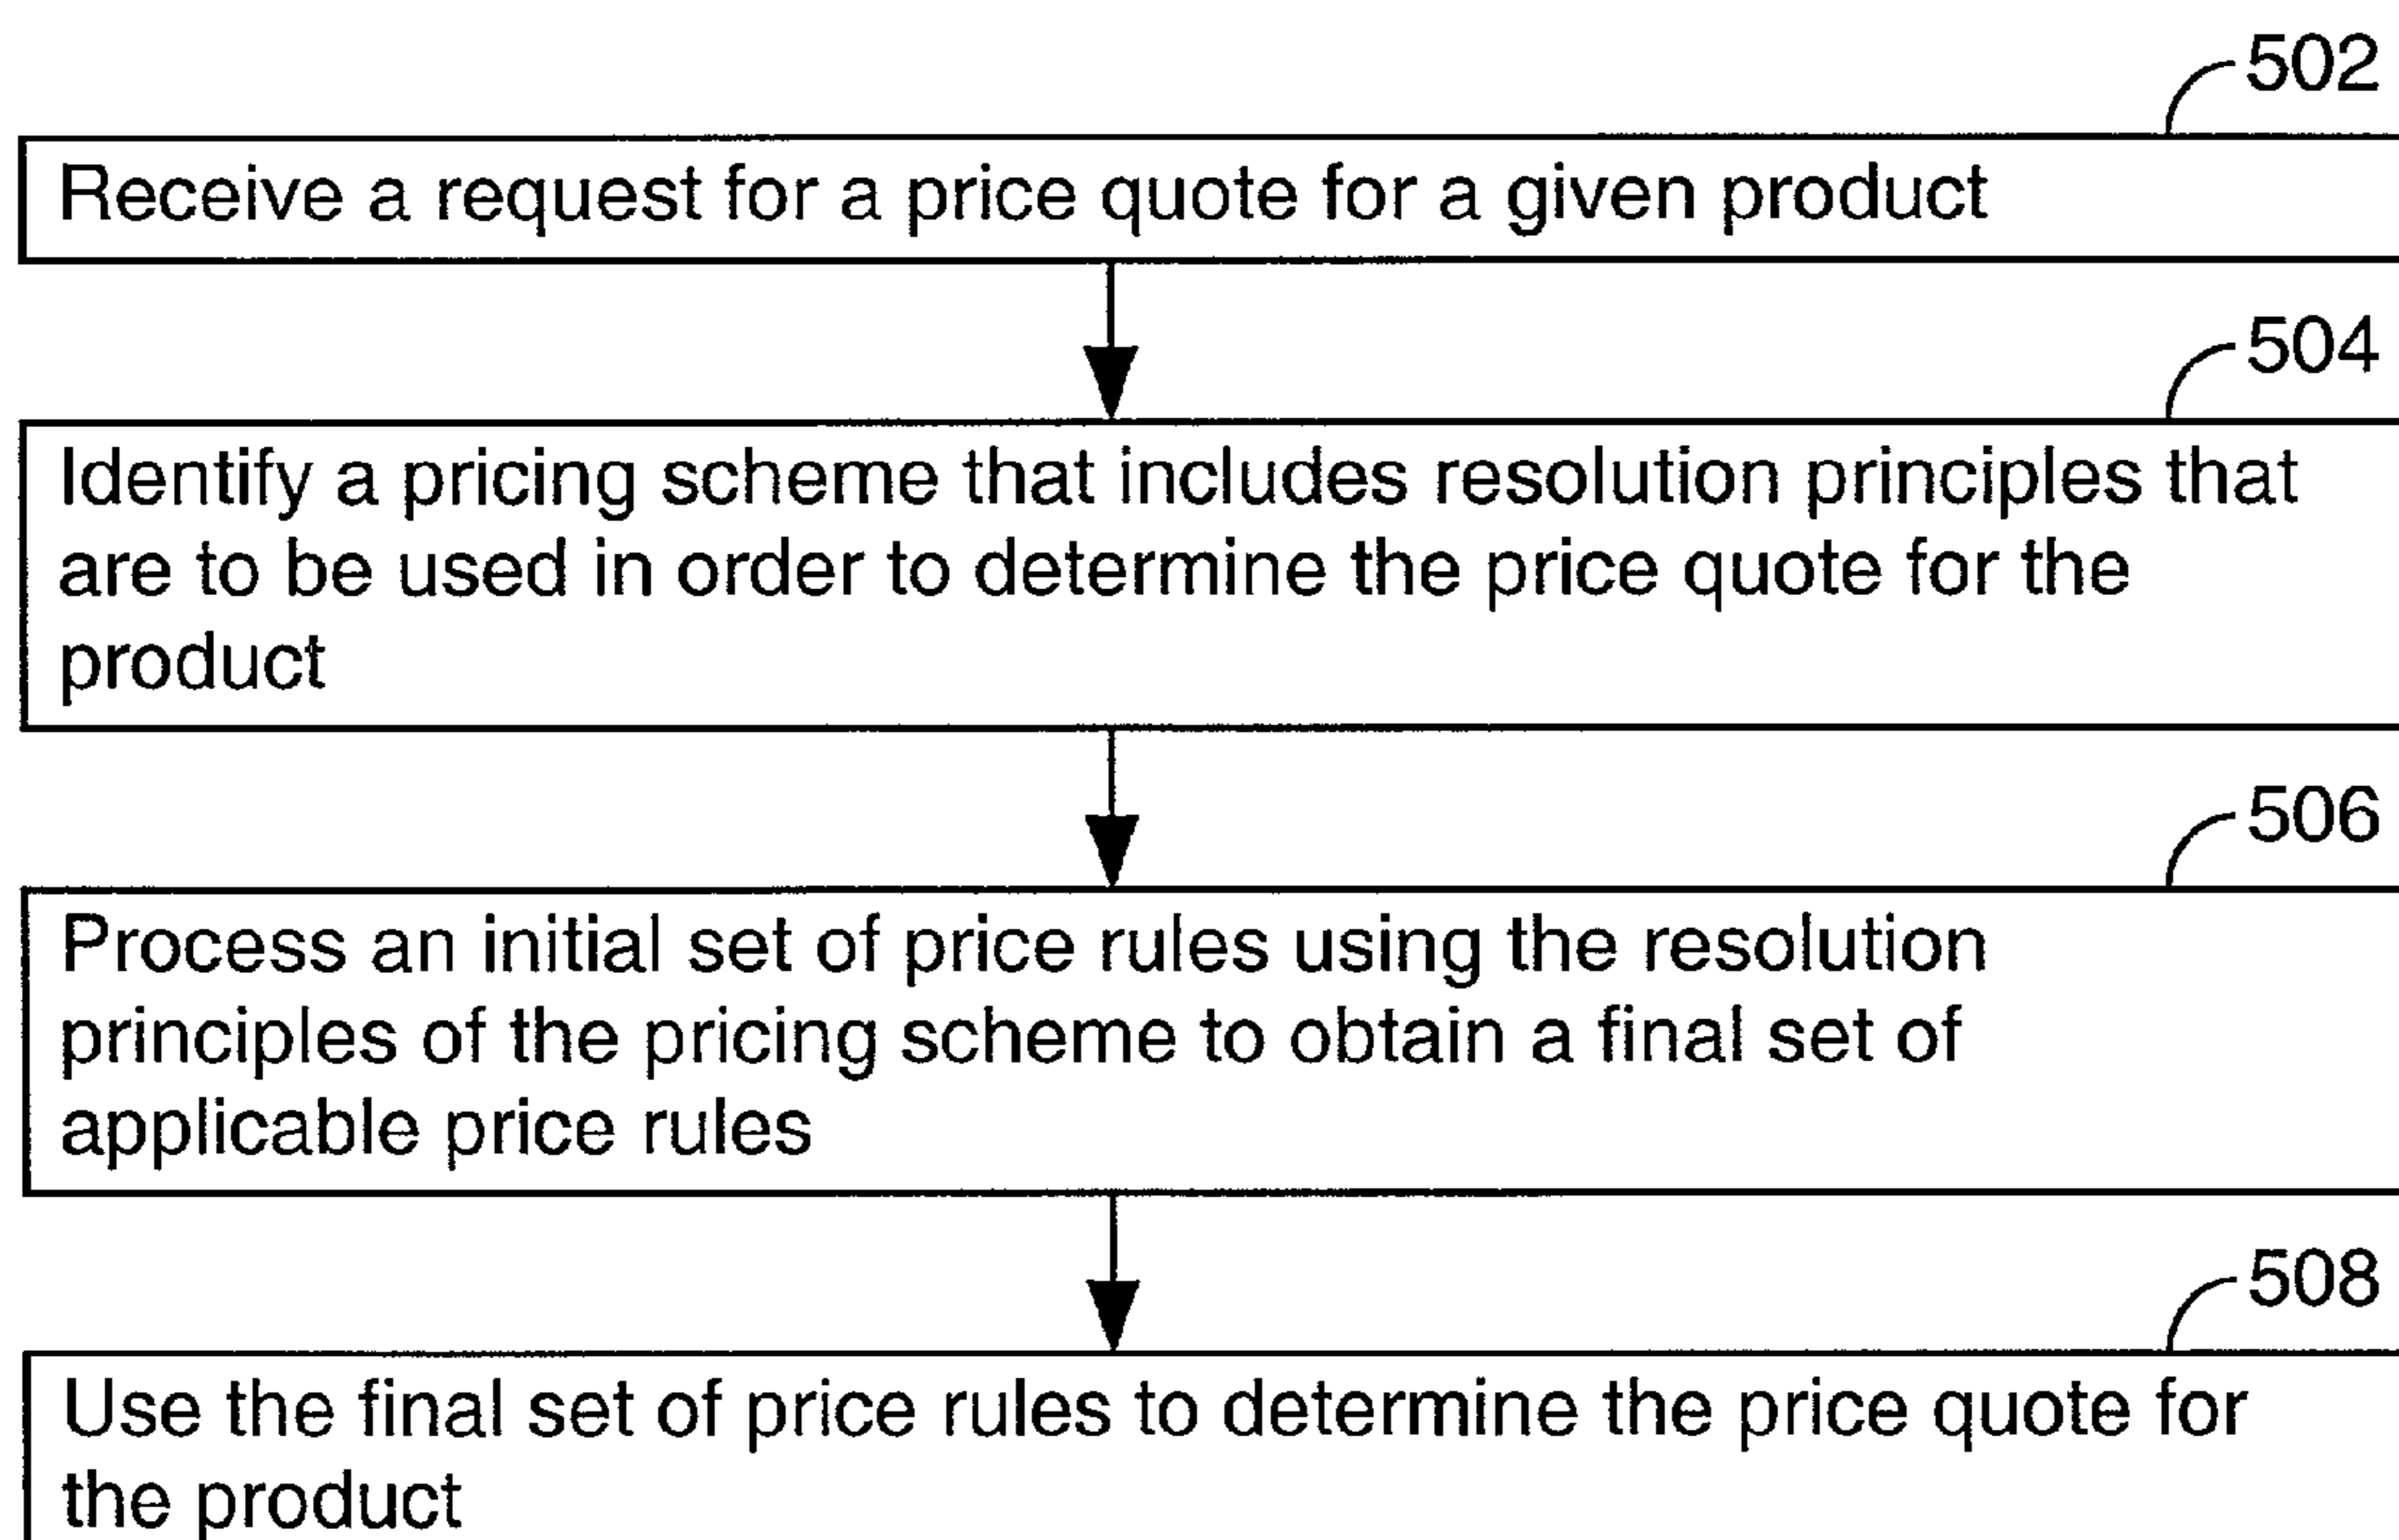 502
Receive a request for a price quote for a given product
504
Identify a pricing scheme that includes resolution principles that
are to be used in order to determine the price quote for the
product
506
Process an initial set of price rules using the resolution
principles of the pricing scheme to obtain a final set of
applicable price rules
508
Use the final set of price rules to determine the price quote for
the product